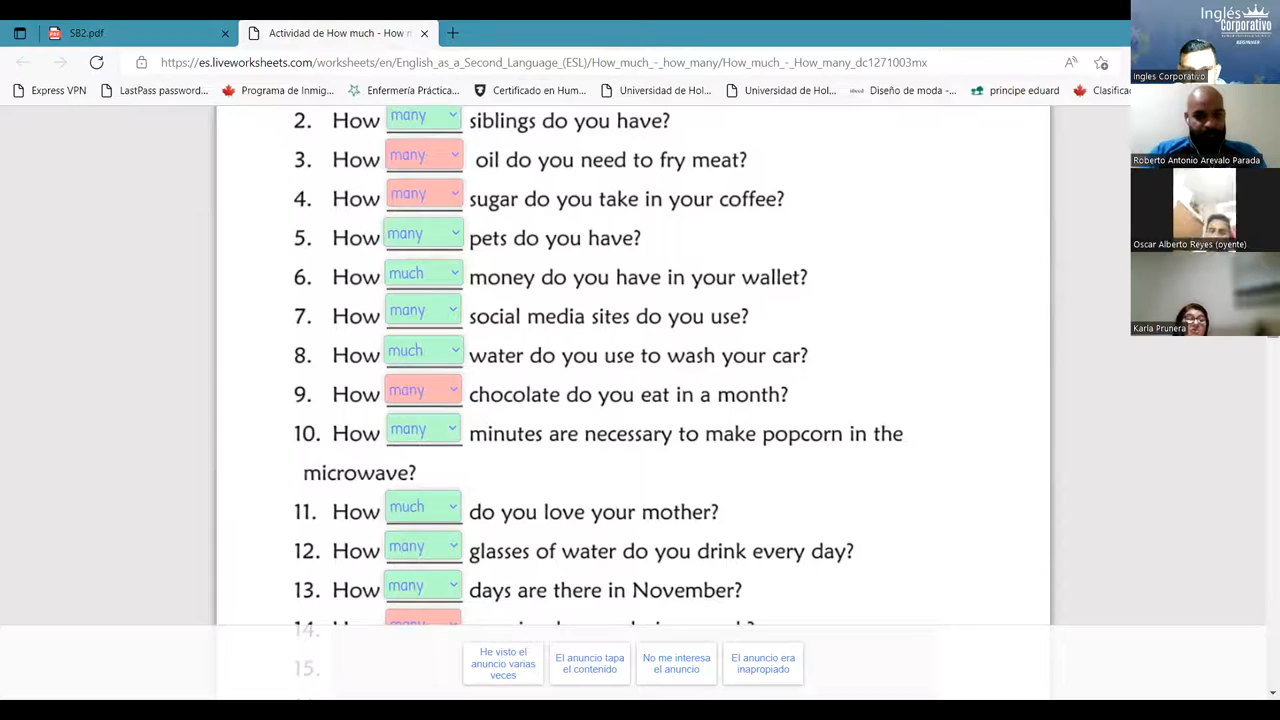 SB2.pdf
Actividad de How much - How
https://es.liveworksheets.com/worksheets/en/English_as_a_Second_Language_(ESL)/How_much_-_how_many/How_much_-_How_many_dc1271003mx
Express VPN LastPass password... Programa de Inmig... Enfermería Práctica... Certificado en Hum... Universidad de Hol... Universidad de Hol... Diseño de moda -... principe eduard Clasifica
2. How many siblings do you have?
3. How many oil do you need to fry meat?
4. How many sugar do you take in your coffee?
5. How many pets do you have?
6. How much money do you have in your wallet?
7. How many social media sites do you use?
8. How much water do you use to wash your car?
9. How many chocolate do you eat in a month?
10. How many minutes are necessary to make popcorn in the
microwave?
11. How much do you love your mother?
12. How many glasses of water do you drink every day?
13. How many days are there in November?
14.
15.
He visto el
anuncio varias
veces
El anuncio tapa
el contenido
No me interesa
el anuncio
El anuncio era
inapropiado
Inglés
Corporativo
BEGINNER
Ingles Corporativo
Roberto Antonio Arevalo Parada
Oscar Alberto Reyes (oyente)
Karla Prunera